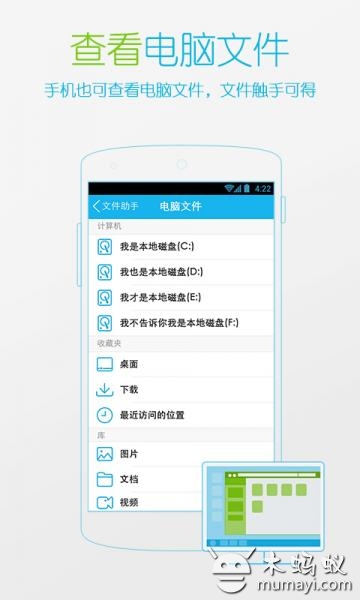 查看电脑文件
手机也可查看电脑文件，文件触手可得
4:22
文件助手 电脑文件
计算机
我是本地磁盘(C:)
我也是本地磁盘(D:)
我才是本地磁盘(E:)
我不告诉你我是本地磁盘(F:)
收藏夹
桌面
下载
最近访问的位置
库
图片
文档
视频
木蚂蚁
mumayi.com